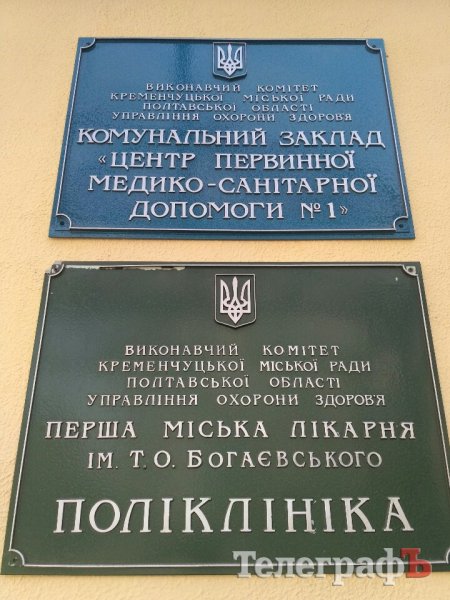 ВИКОНАВЧИЙ КОМІТЕТ
КРЕМЕНЧУЦЬКОЇ МІСЬКОЇ РАДИ
ПОЛТАВСЬКОЇ ОБЛАСТІ
УПРАВЛІННЯ ОХОРОНИ ЗДОРОВ'Я
КОМУНАЛЬНИЙ ЗАКЛАД
«ЦЕНТР ПЕРВИННОЇ
МЕДИКО-САНІТАРНОЇ
ДОПОМОГИ №1»
ВИКОНАВЧИЙ КОМІТЕТ
КРЕМЕНЧУЦЬКОЇ МІСЬКОЇ РАДИ
ПОЛТАВСЬКОЇ ОБЛАСТІ
УПРАВЛІННЯ ОХОРОНИ ЗДОРОВ'Я
ПЕРША МІСЬКА ЛІКАРНЯ
ІМ. Т.О. БОГАЄВСЬКОГО
ПОЛІКЛІНІКА
ТелеграфЪ